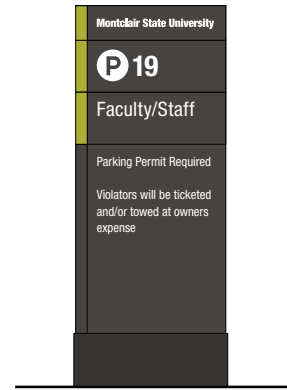 Montclair State University
P 19
Faculty/Staff
Parking Permit Required
Violators will be ticketed
and/or towed at owners
expense